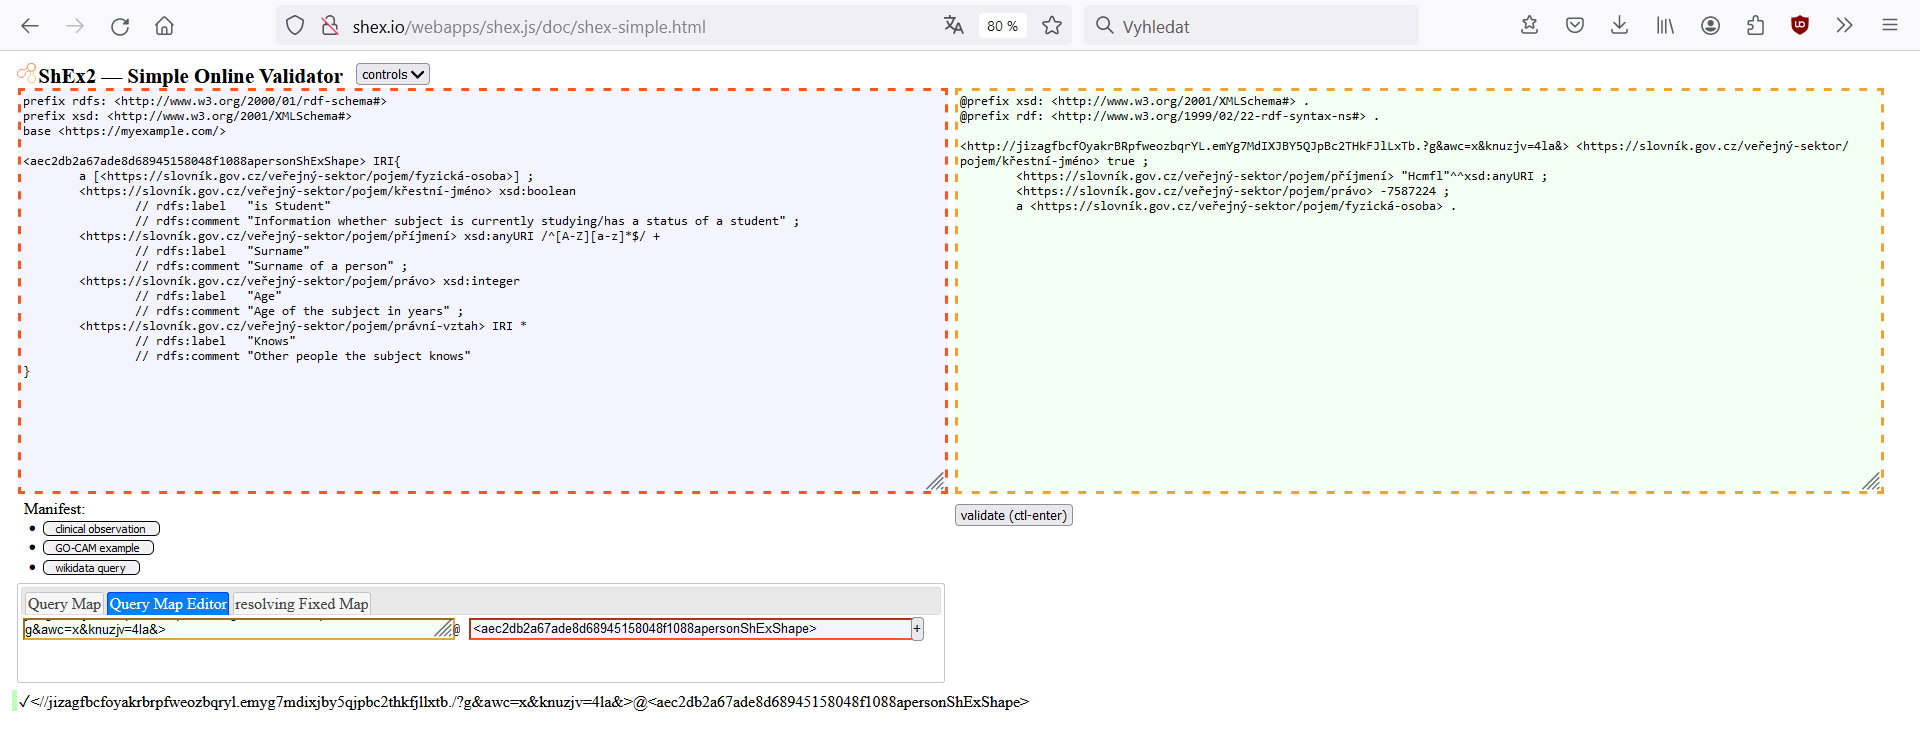 shex.io/webapps/shex.js/doc/shex-simple.html
80 %
Vyhledat
ShEx2 — Simple Online Validator
controls
prefix rdfs: <http://www.w3.org/2000/01/rdf-schema#>
prefix xsd: <http://www.w3.org/2001/XMLSchema#>
base <https://myexample.com/>
<aec2db2a67ade8d68945158048f1088apersonShExShape> IRI{
a [<https://slovník.gov.cz/veřejný-sektor/pojem/fyzická-osoba>] ;
<https://slovník.gov.cz/veřejný-sektor/pojem/křestní-jméno> xsd:boolean
// rdfs:label "is Student"
// rdfs:comment "Information whether subject is currently studying/has a status of a student" ;
<https://slovník.gov.cz/veřejný-sektor/pojem/příjmení> xsd:anyURI /^[A-Z][a-z]*$/ +
// rdfs:label "Surname"
// rdfs:comment "Surname of a person" ;
<https://slovník.gov.cz/veřejný-sektor/pojem/právo> xsd:integer
// rdfs:label "Age"
// rdfs:comment "Age of the subject in years" ;
<https://slovník.gov.cz/veřejný-sektor/pojem/právní-vztah> IRI *
// rdfs:label "Knows"
// rdfs:comment "Other people the subject knows"
}
@prefix xsd: <http://www.w3.org/2001/XMLSchema#> .
@prefix rdf: <http://www.w3.org/1999/02/22-rdf-syntax-ns#> .
<http://jizagfbcfOyakrBRpfweozbqrYL.emYg7MdIXJBY5QJpBc2THkFJlLxTb.?g&awc=x&knuzjv=4la&> <https://slovník.gov.cz/veřejný-sektor/
pojem/křestní-jméno> true ;
<https://slovník.gov.cz/veřejný-sektor/pojem/příjmení> "Hcmfl"^^xsd:anyURI ;
<https://slovník.gov.cz/veřejný-sektor/pojem/právo> -7587224 ;
a <https://slovník.gov.cz/veřejný-sektor/pojem/fyzická-osoba> .
Manifest:
clinical observation
GO-CAM example
wikidata query
validate (ctl-enter)
Query Map Query Map Editor resolving Fixed Map
g&awc=x&knuzjv=4la&> @ <aec2db2a67ade8d68945158048f1088apersonShExShape> +
✓<//jizagfbcfoyakrbrpfweozbqryl.emyg7mdixjby5qjpbc2thkfjllxtb./?g&awc=x&knuzjv=4la&>@<aec2db2a67ade8d68945158048f1088apersonShExShape>